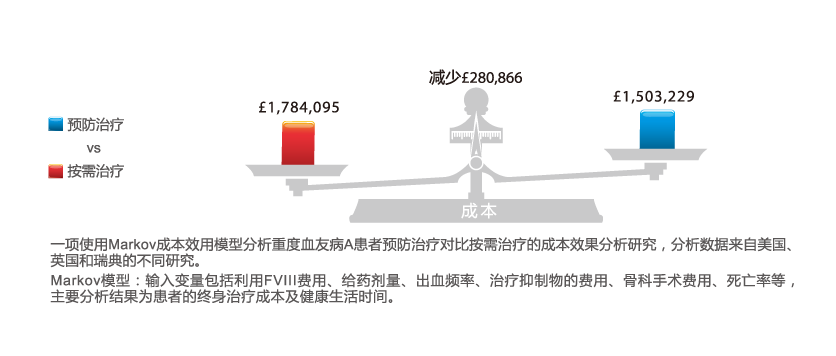 减少£280,866
£1,784,095
£1,503,229
预防治疗
vs
按需治疗
成本
一项使用Markov成本效用模型分析重度血友病A患者预防治疗对比按需治疗的成本效果分析研究，分析数据来自美国、
英国和瑞典的不同研究。
Markov模型：输入变量包括利用FVIII费用、给药剂量、出血频率、治疗抑制物的费用、骨科手术费用、死亡率等，
主要分析结果为患者的终身治疗成本及健康生活时间。